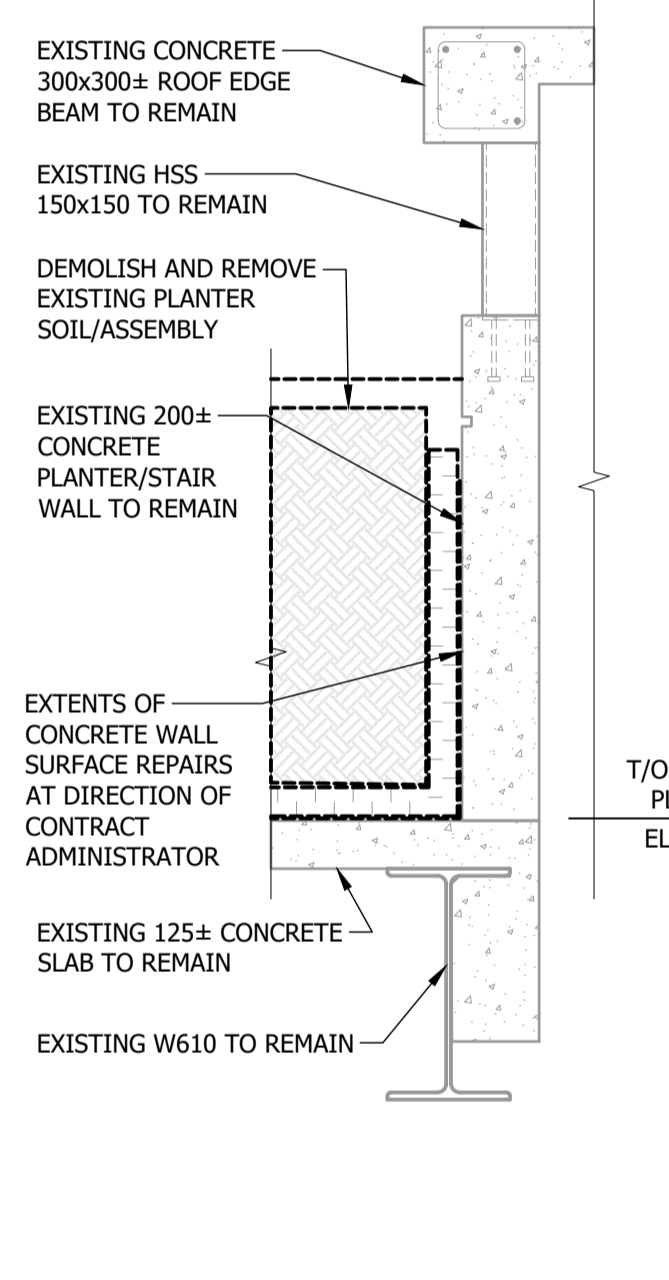 EXISTING CONCRETE
300x300± ROOF EDGE
BEAM TO REMAIN
EXISTING HSS
150x150 TO REMAIN
DEMOLISH AND REMOVE
EXISTING PLANTER
SOIL/ASSEMBLY
EXISTING 200±
CONCRETE
PLANTER/STAIR
WALL TO REMAIN
EXTENTS OF
CONCRETE WALL
SURFACE REPAIRS
AT DIRECTION OF
CONTRACT
ADMINISTRATOR
T/O
PL
EL
EXISTING 125± CONCRETE
SLAB TO REMAIN
EXISTING W610 TO REMAIN